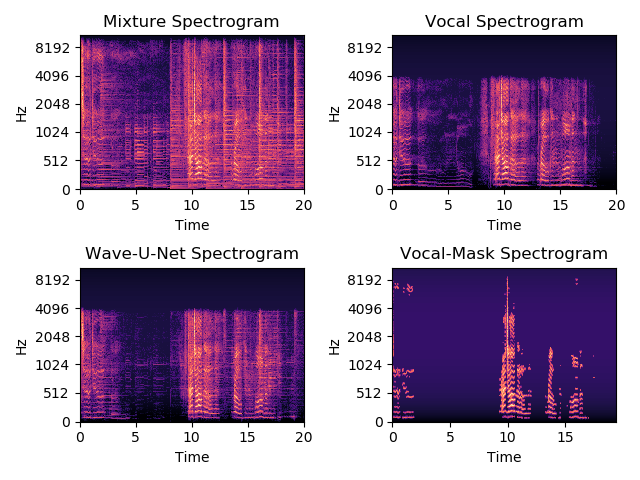 Mixture Spectrogram
Vocal Spectrogram
8192
4096
2048
1024
512
0
Hz
0 5 10 15 20
Time
8192
4096
2048
1024
512
0
Hz
0 5 10 15 20
Time
Wave-U-Net Spectrogram
Vocal-Mask Spectrogram
8192
4096
2048
1024
512
0
Hz
0 5 10 15 20
Time
8192
4096
2048
1024
512
0
Hz
0 5 10 15
Time